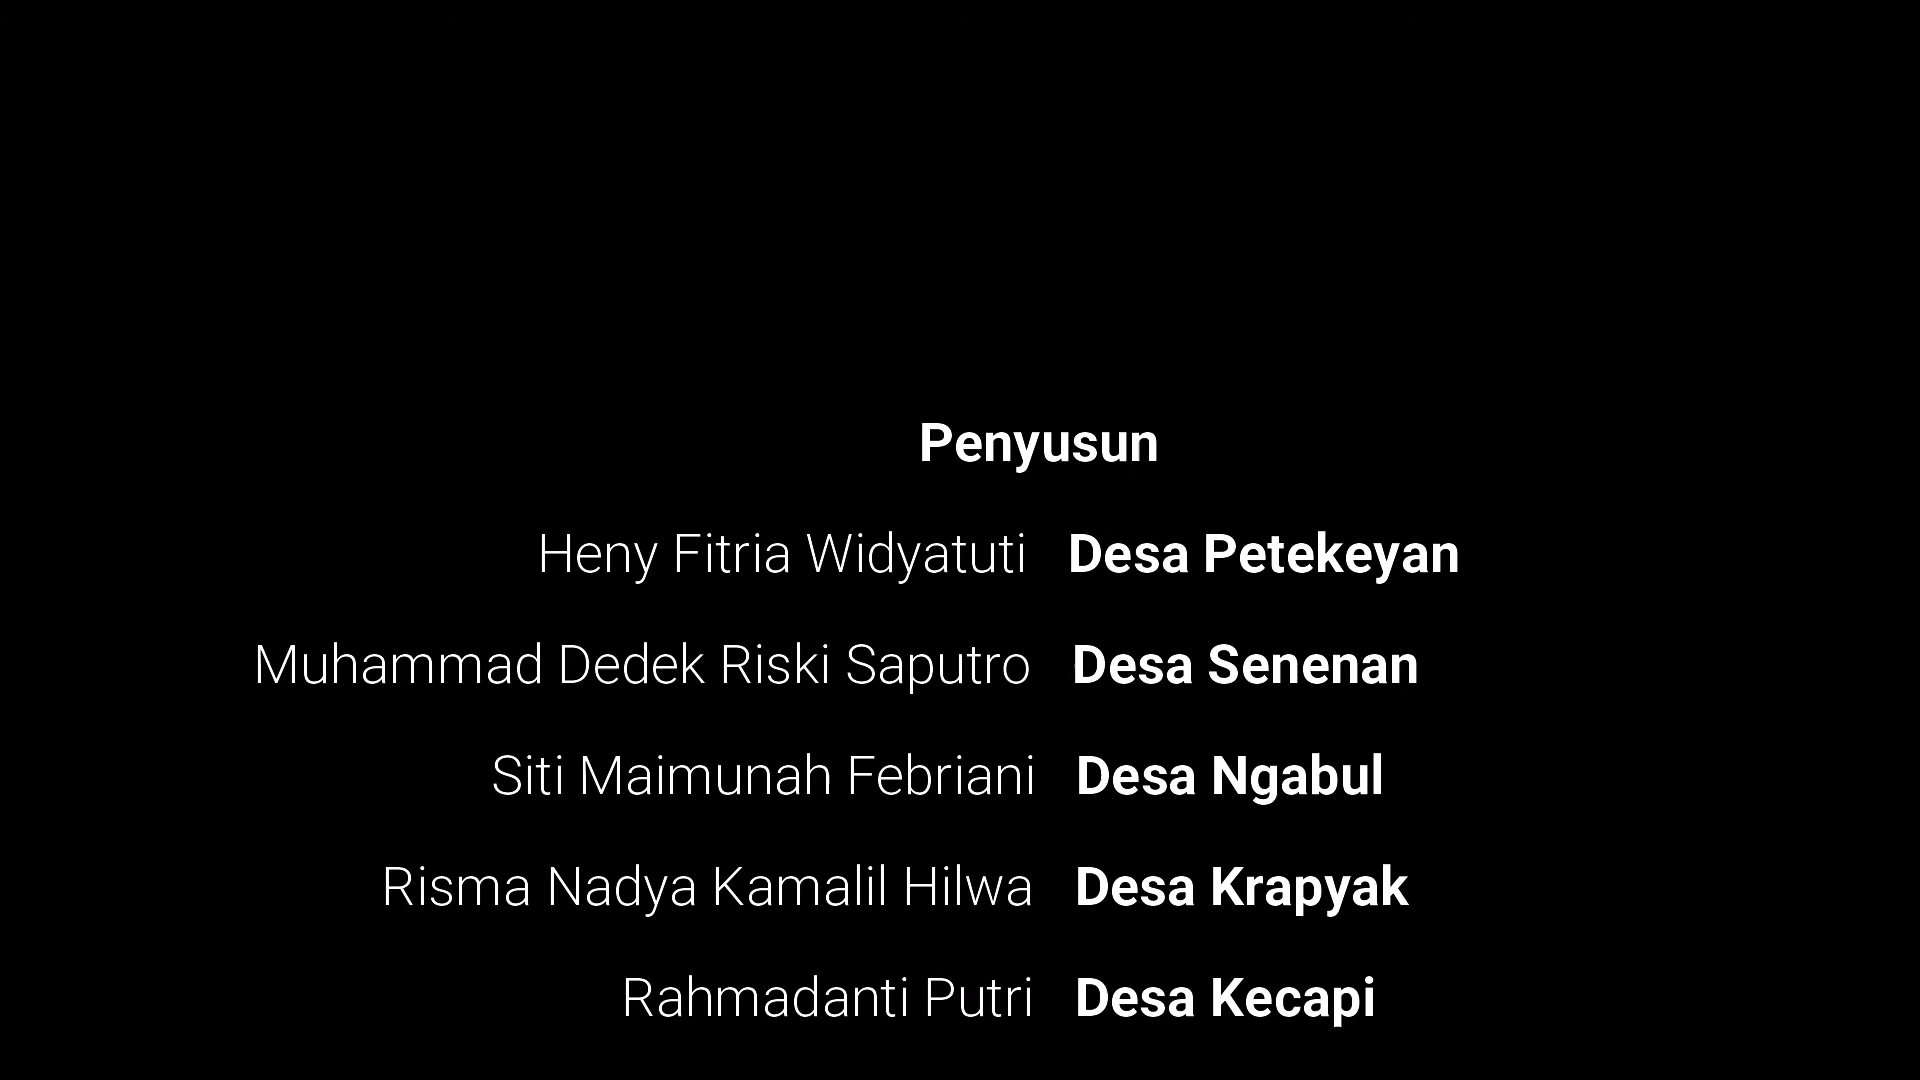 Penyusun
Heny Fitria Widyatuti Desa Petekeyan
Muhammad Dedek Riski Saputro Desa Senenan
Siti Maimunah Febriani Desa Ngabul
Risma Nadya Kamalil Hilwa Desa Krapyak
Rahmadanti Putri Desa Kecapi